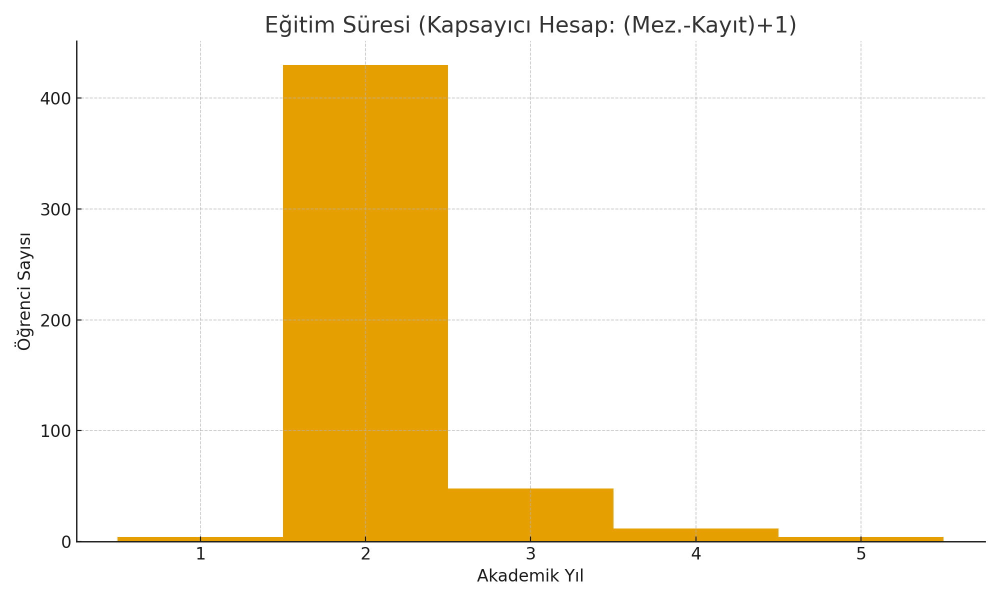 Eğitim Süresi (Kapsayıcı Hesap: (Mez.-Kayıt)+1)
Öğrenci Sayısı
400
300
200
100
0
1 2 3 4 5
Akademik Yıl